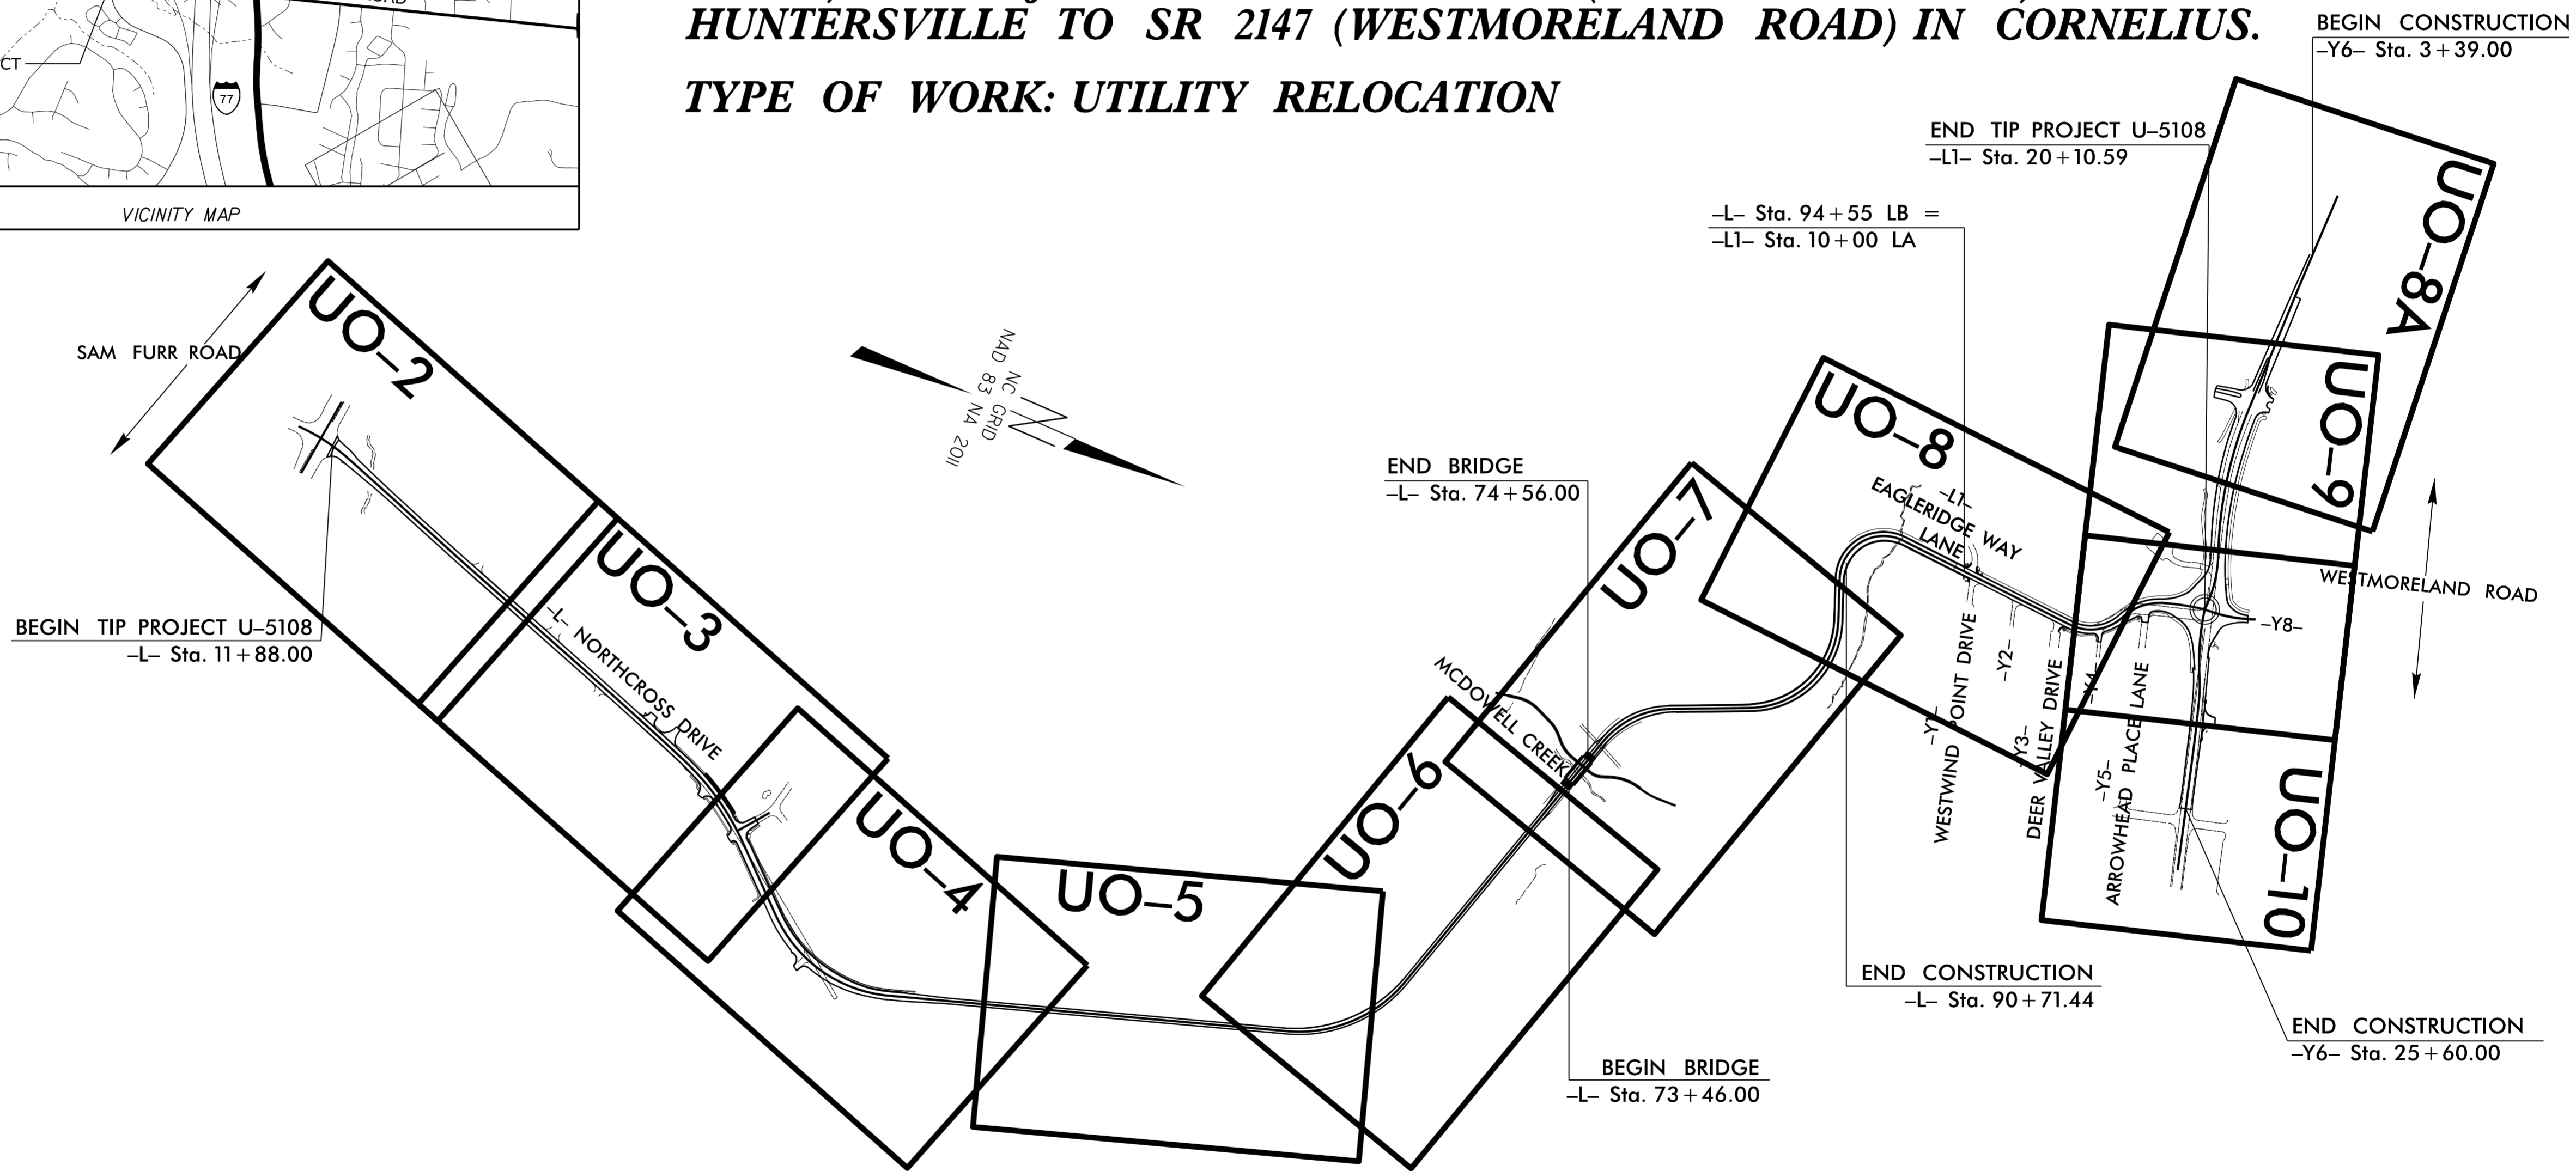 HUNTERSVILLE TO SR 2147 (WESTMORELAND ROAD) IN CORNELIUS.
TYPE OF WORK: UTILITY RELOCATION
77
VICINITY MAP
BEGIN CONSTRUCTION
-Y6- Sta. 3+39.00
END TIP PROJECT U-5108
-L1- Sta. 20+10.59
-L- Sta. 94+55 LB =
-L1- Sta. 10+00 LA
UO-8A
UO-2
SAM FURR ROAD
NC GRID
NAD 83 NA 2011
UO-9
UO-8
END BRIDGE
-L- Sta. 74+56.00
UO-7
-L1-
EAGLERIDGE WAY
LANE
WESTMORELAND ROAD
UO-3
BEGIN TIP PROJECT U-5108
-L- Sta. 11+88.00
-L- NORTHCROSS DRIVE
-Y8-
MCDOWELL CREEK
-Y1-
WESTWIND POINT DRIVE
-Y2-
-Y3-
DEER VALLEY DRIVE
-Y4-
-Y5-
ARROWHEAD PLACE LANE
UO-4
UO-5
UO-6
UO-10
END CONSTRUCTION
-L- Sta. 90+71.44
END CONSTRUCTION
-Y6- Sta. 25+60.00
BEGIN BRIDGE
-L- Sta. 73+46.00